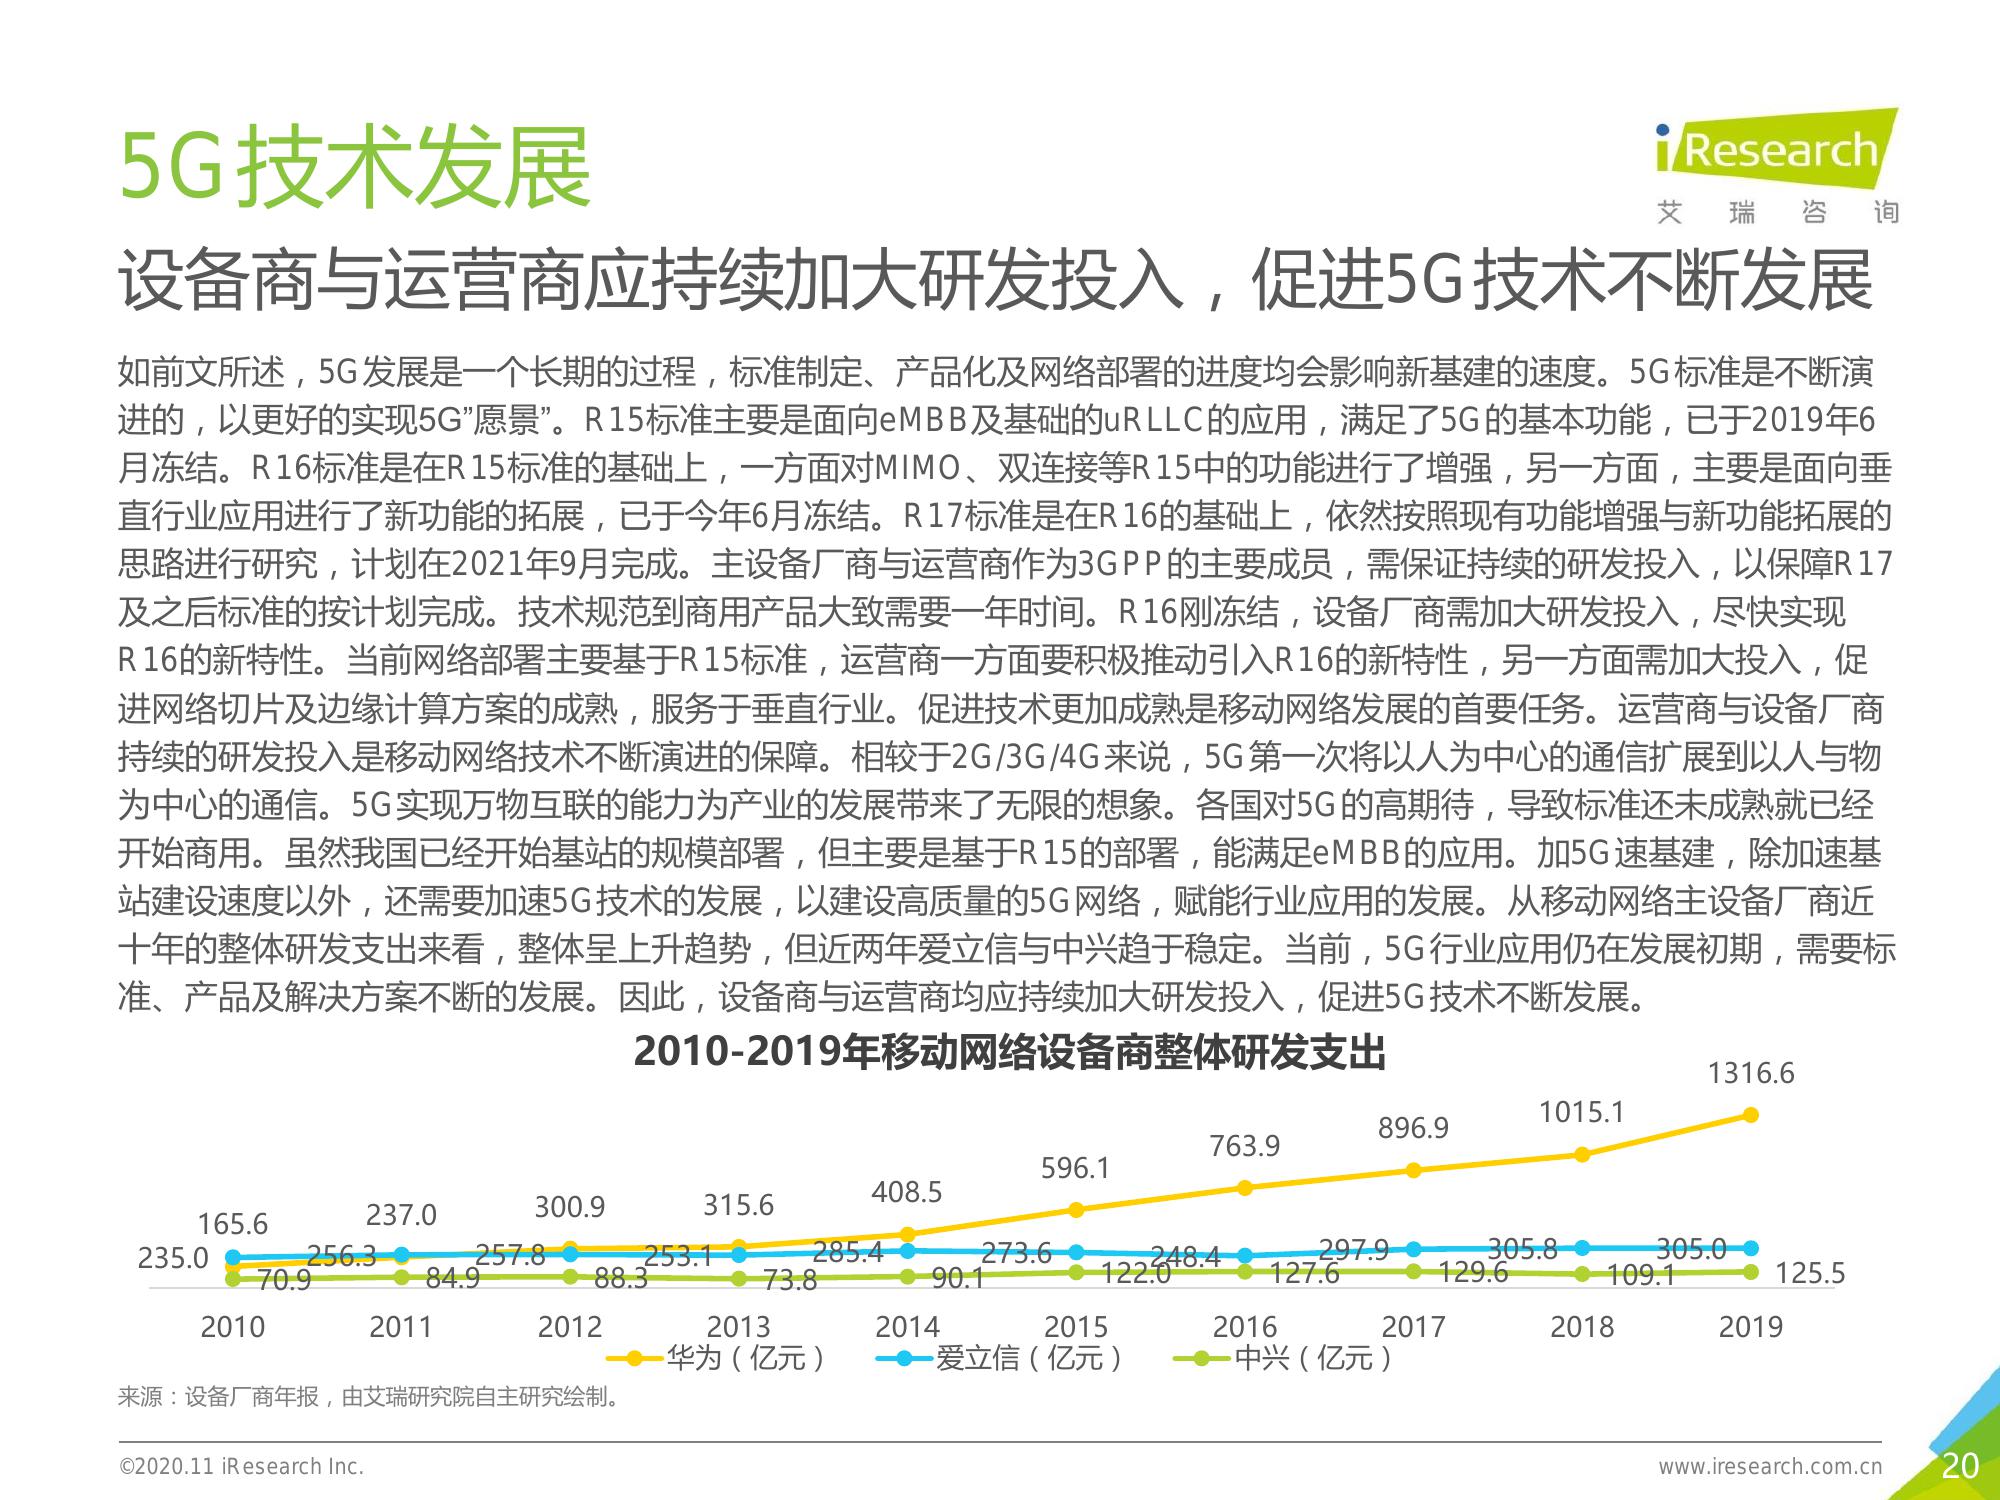 5G技术发展
iResearch
艾瑞咨询
设备商与运营商应持续加大研发投入，促进5G技术不断发展
如前文所述，5G发展是一个长期的过程，标准制定、产品化及网络部署的进度均会影响新基建的速度。5G标准是不断演
进的，以更好的实现5G”愿景”。R15标准主要是面向eMBB及基础的uRLLC的应用，满足了5G的基本功能，已于2019年6
月冻结。R16标准是在R15标准的基础上，一方面对MIMO、双连接等R15中的功能进行了增强，另一方面，主要是面向垂
直行业应用进行了新功能的拓展，已于今年6月冻结。R17标准是在R16的基础上，依然按照现有功能增强与新功能拓展的
思路进行研究，计划在2021年9月完成。主设备厂商与运营商作为3GPP的主要成员，需保证持续的研发投入，以保障R17
及之后标准的按计划完成。技术规范到商用产品大致需要一年时间。R16刚冻结，设备厂商需加大研发投入，尽快实现
R16的新特性。当前网络部署主要基于R15标准，运营商一方面要积极推动引入R16的新特性，另一方面需加大投入，促
进网络切片及边缘计算方案的成熟，服务于垂直行业。促进技术更加成熟是移动网络发展的首要任务。运营商与设备厂商
持续的研发投入是移动网络技术不断演进的保障。相较于2G/3G/4G来说，5G第一次将以人为中心的通信扩展到以人与物
为中心的通信。5G实现万物互联的能力为产业的发展带来了无限的想象。各国对5G的高期待，导致标准还未成熟就已经
开始商用。虽然我国已经开始基站的规模部署，但主要是基于R15的部署，能满足eMBB的应用。加5G速基建，除加速基
站建设速度以外，还需要加速5G技术的发展，以建设高质量的5G网络，赋能行业应用的发展。从移动网络主设备厂商近
十年的整体研发支出来看，整体呈上升趋势，但近两年爱立信与中兴趋于稳定。当前，5G行业应用仍在发展初期，需要标
准、产品及解决方案不断的发展。因此，设备商与运营商均应持续加大研发投入，促进5G技术不断发展。
2010-2019年移动网络设备商整体研发支出
165.6 237.0 300.9 315.6 408.5 596.1 763.9 896.9 1015.1 1316.6
235.0 256.3 257.8 253.1 285.4 273.6 248.4 297.9 305.8 305.0
70.9 84.9 88.3 73.8 90.1 122.0 127.6 129.6 109.1 125.5
2010 2011 2012 2013 2014 2015 2016 2017 2018 2019
华为（亿元） 爱立信（亿元） 中兴（亿元）
来源：设备厂商年报，由艾瑞研究院自主研究绘制。
©2020.11 iResearch Inc.
www.iresearch.com.cn
20